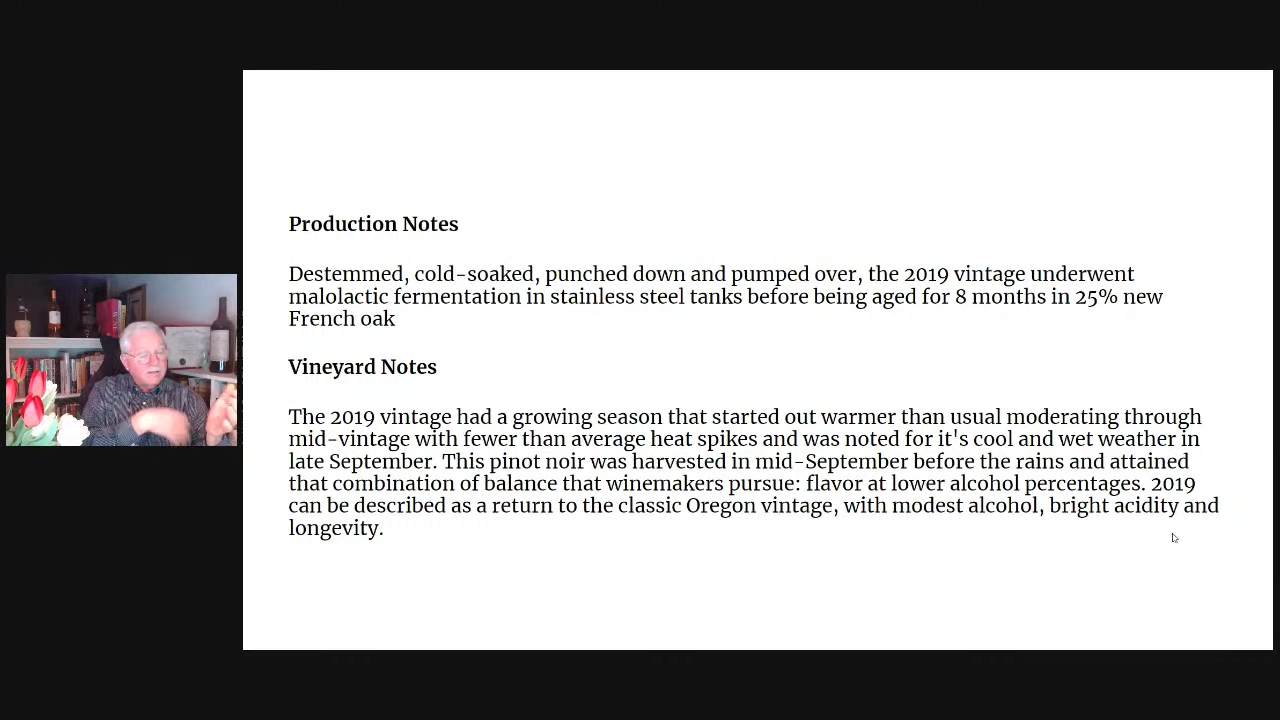 Production Notes
Destemmed, cold-soaked, punched down and pumped over, the 2019 vintage underwent
malolactic fermentation in stainless steel tanks before being aged for 8 months in 25% new
French oak
Vineyard Notes
The 2019 vintage had a growing season that started out warmer than usual moderating through
mid-vintage with fewer than average heat spikes and was noted for it's cool and wet weather in
late September. This pinot noir was harvested in mid-September before the rains and attained
that combination of balance that winemakers pursue: flavor at lower alcohol percentages. 2019
can be described as a return to the classic Oregon vintage, with modest alcohol, bright acidity and
longevity.